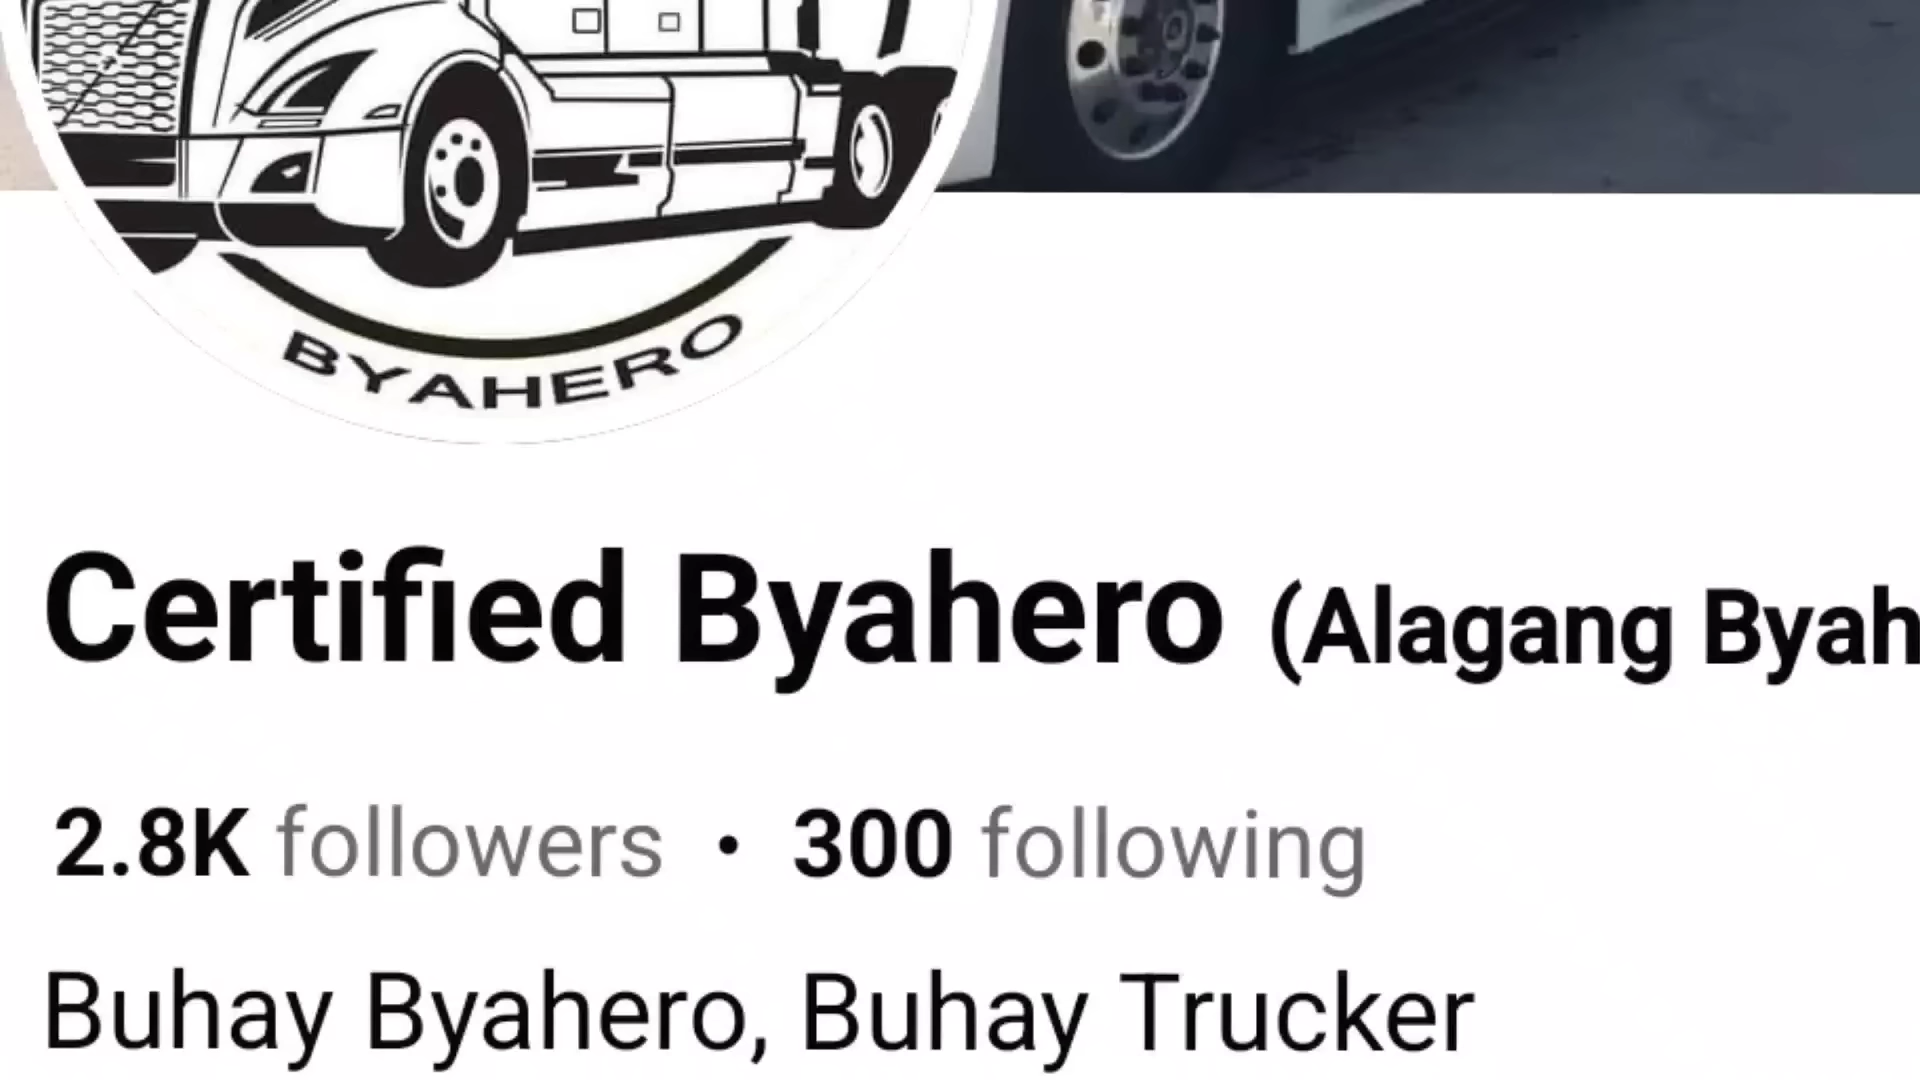 BYAHERO
Certified Byahero (Alagang Byah
2.8K followers • 300 following
Buhay Byahero, Buhay Trucker